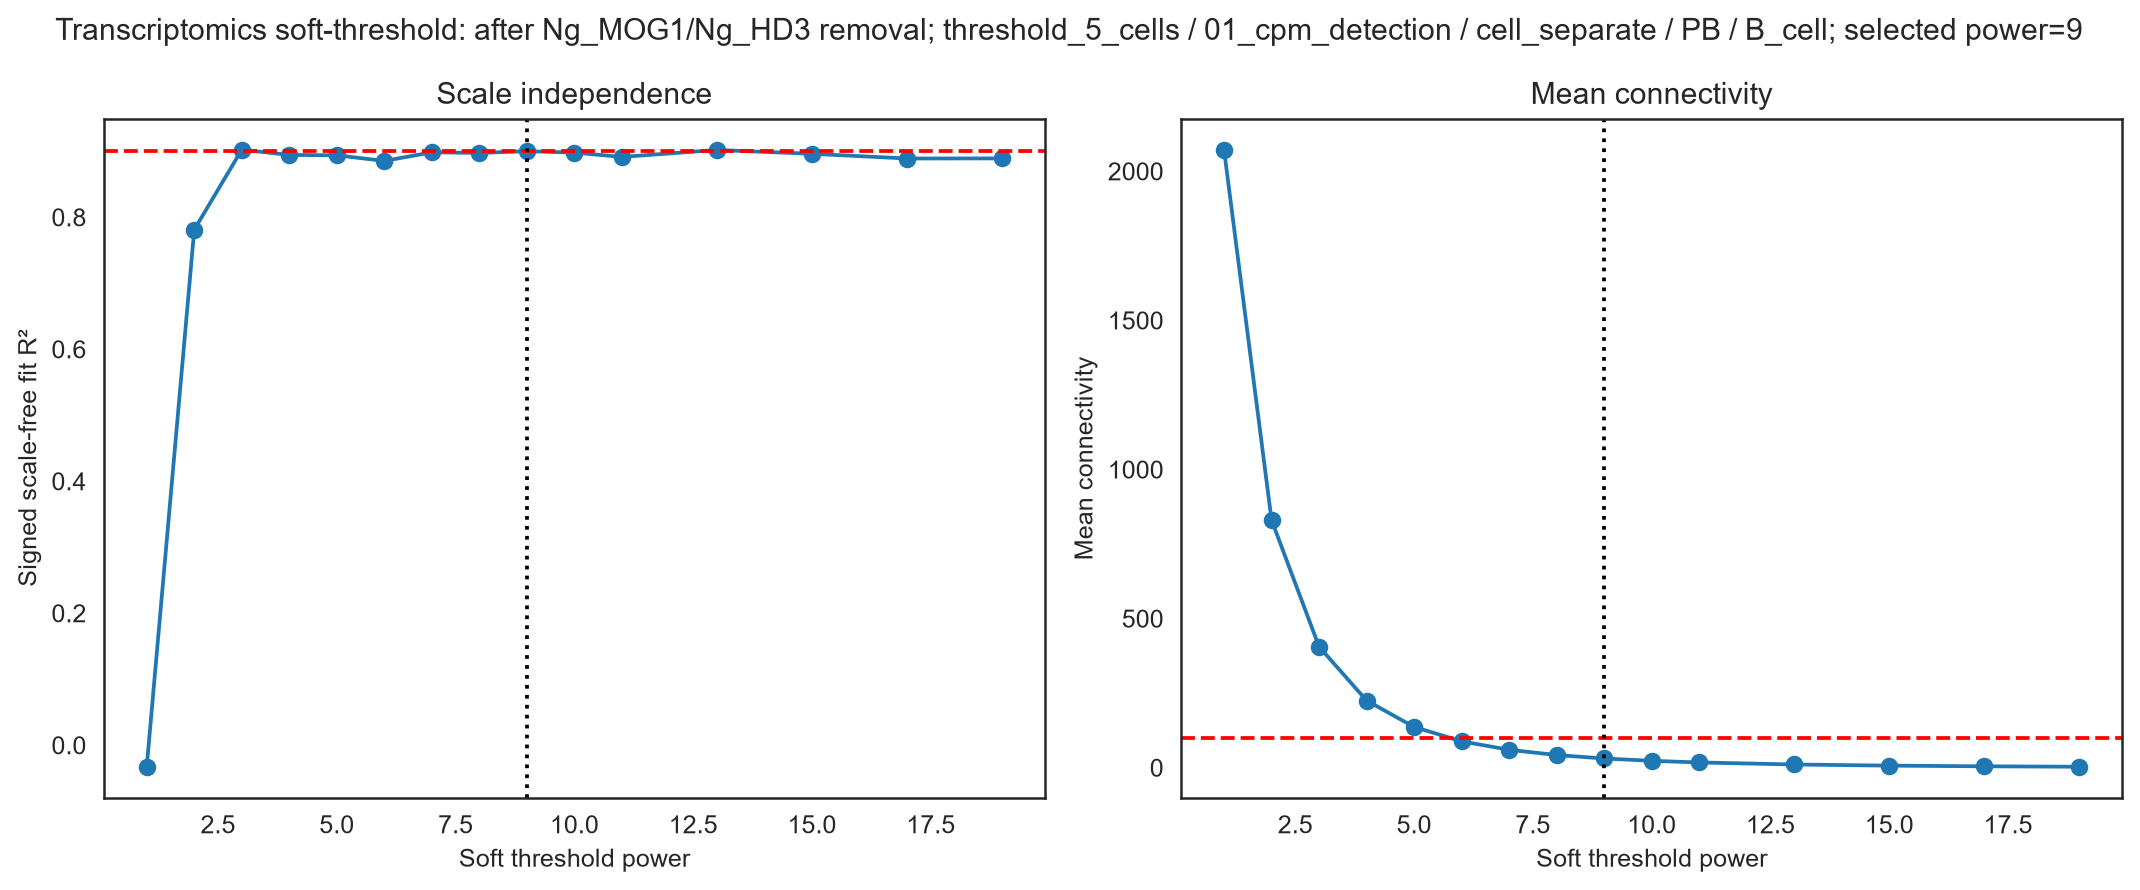 Transcriptomics soft-threshold: after Ng_MOG1/Ng_HD3 removal; threshold_5_cells / 01_cpm_detection / cell_separate / PB / B_cell; selected power=9
Scale independence
Signed scale-free fit R²
0.8
0.6
0.4
0.2
0.0
2.5 5.0 7.5 10.0 12.5 15.0 17.5
Soft threshold power
Mean connectivity
Mean connectivity
2000
1500
1000
500
0
2.5 5.0 7.5 10.0 12.5 15.0 17.5
Soft threshold power